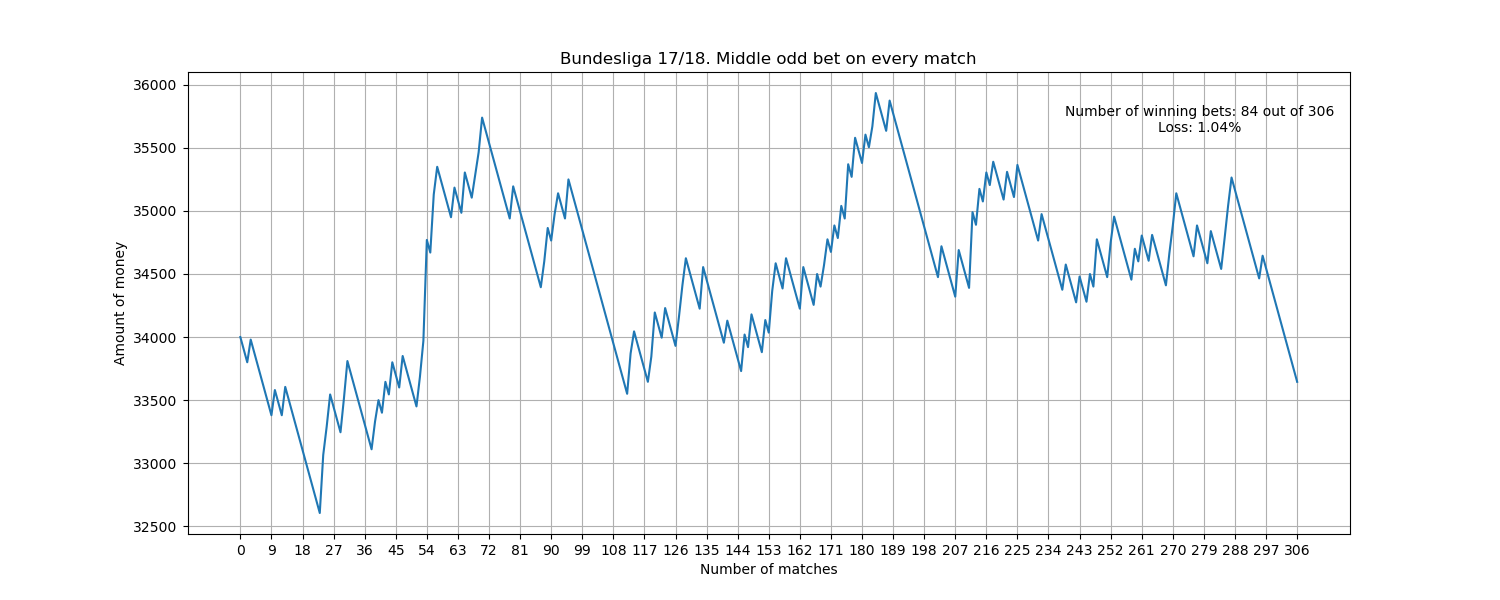 Bundesliga 17/18. Middle odd bet on every match
Number of winning bets: 84 out of 306
Loss: 1.04%
Amount of money
36000
35500
35000
34500
34000
33500
33000
32500
0 9 18 27 36 45 54 63 72 81 90 99 108 117 126 135 144 153 162 171 180 189 198 207 216 225 234 243 252 261 270 279 288 297 306
Number of matches